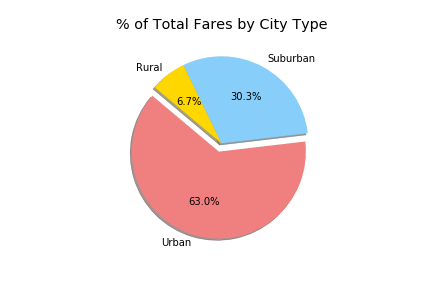 % of Total Fares by City Type
Suburban
Rural
30.3%
6.7%
63.0%
Urban